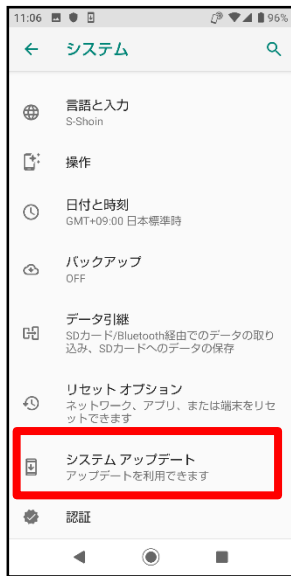 11:06 96%
システム
言語と入力
S-Shoin
操作
日付と時刻
GMT+09:00 日本標準時
バックアップ
OFF
データ引継
SDカード/Bluetooth経由でのデータの取り
込み、SDカードへのデータの保存
リセット オプション
ネットワーク、アプリ、または端末をリセ
ットできます
システム アップデート
アップデートを利用できます
認証